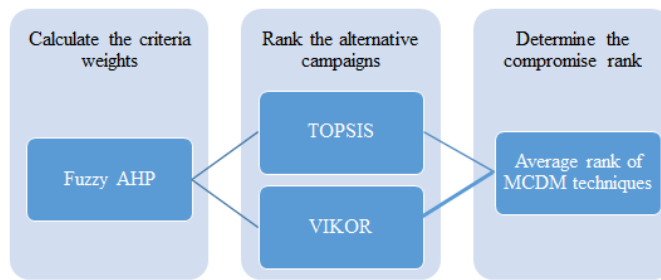 Calculate the criteria
weights
Fuzzy AHP
Rank the alternative
campaigns
TOPSIS
VIKOR
Determine the
compromise rank
Average rank of
MCDM techniques